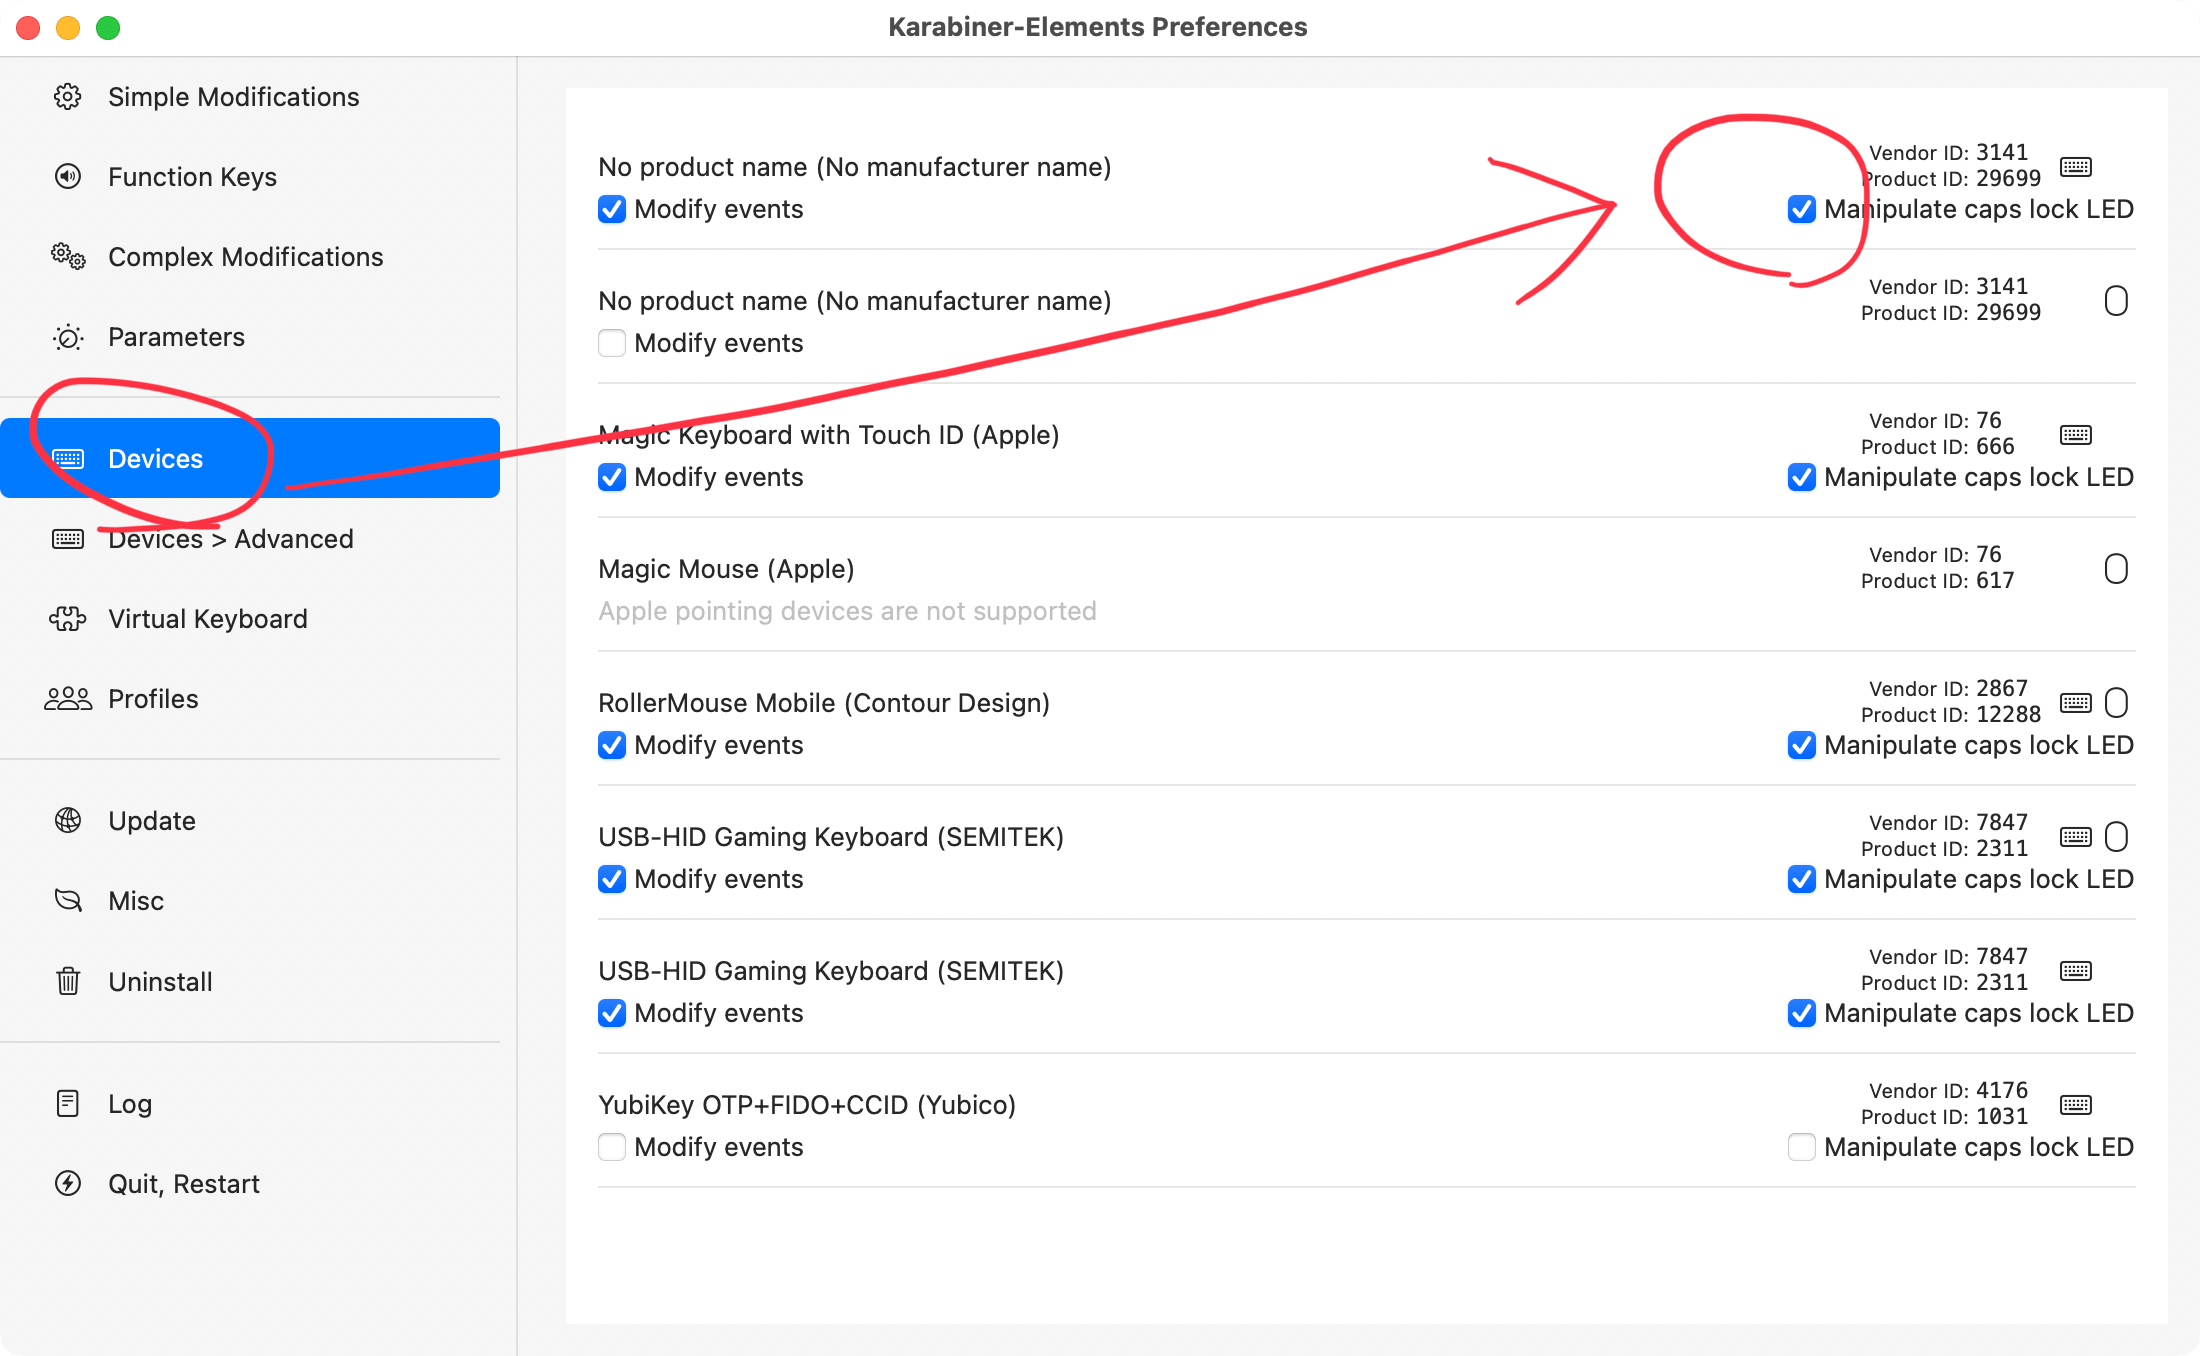 Karabiner-Elements Preferences
Simple Modifications
Function Keys
Complex Modifications
Parameters
Devices
Devices > Advanced
Virtual Keyboard
Profiles
Update
Misc
Uninstall
Log
Quit, Restart
No product name (No manufacturer name)
Vendor ID: 3141
Product ID: 29699
Modify events
Manipulate caps lock LED
No product name (No manufacturer name)
Vendor ID: 3141
Product ID: 29699
Modify events
Magic Keyboard with Touch ID (Apple)
Vendor ID: 76
Product ID: 666
Modify events
Manipulate caps lock LED
Magic Mouse (Apple)
Vendor ID: 76
Product ID: 617
Apple pointing devices are not supported
RollerMouse Mobile (Contour Design)
Vendor ID: 2867
Product ID: 12288
Modify events
Manipulate caps lock LED
USB-HID Gaming Keyboard (SEMITEK)
Vendor ID: 7847
Product ID: 2311
Modify events
Manipulate caps lock LED
USB-HID Gaming Keyboard (SEMITEK)
Vendor ID: 7847
Product ID: 2311
Modify events
Manipulate caps lock LED
YubiKey OTP+FIDO+CCID (Yubico)
Vendor ID: 4176
Product ID: 1031
Modify events
Manipulate caps lock LED